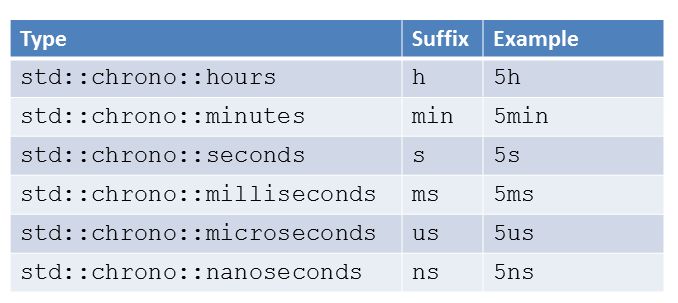 Type Suffix Example
std::chrono::hours h 5h
std::chrono::minutes min 5min
std::chrono::seconds s 5s
std::chrono::milliseconds ms 5ms
std::chrono::microseconds us 5us
std::chrono::nanoseconds ns 5ns